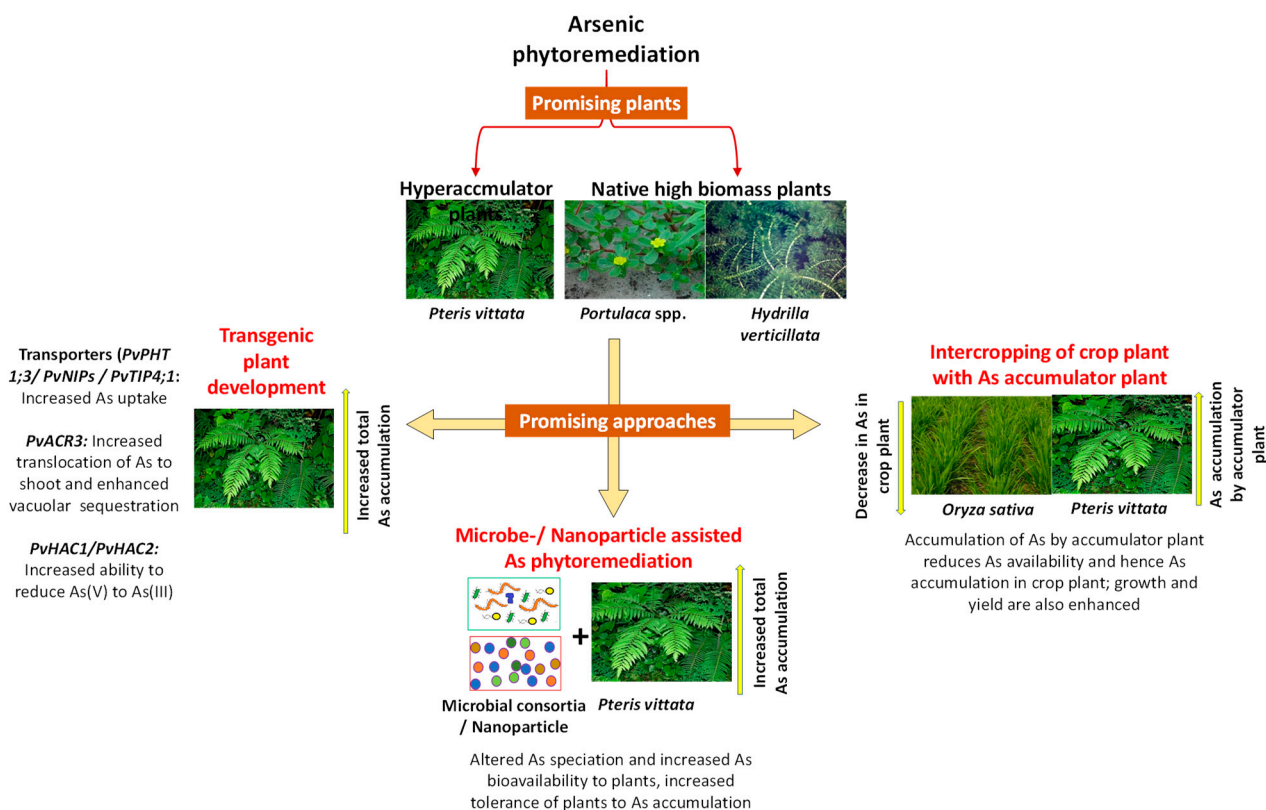 Arsenic
phytoremediation
Promising plants
Hyperaccmulator
plants
Native high biomass plants
Pteris vittata
Portulaca spp.
Hydrilla
verticillata
Promising approaches
Transgenic
plant
development
Transporters (PvPHT
1;3/ PvNIPs / PvTIP4;1:
Increased As uptake
PvACR3: Increased
translocation of As to
shoot and enhanced
vacuolar sequestration
PvHAC1/PvHAC2:
Increased ability to
reduce As(V) to As(III)
Increased total
As accumulation
Microbe-/ Nanoparticle assisted
As phytoremediation
+
Microbial consortia
/ Nanoparticle
Pteris vittata
Increased total
As accumulation
Altered As speciation and increased As
bioavailability to plants, increased
tolerance of plants to As accumulation
Intercropping of crop plant
with As accumulator plant
Decrease in As in
crop plant
Oryza sativa
Pteris vittata
As accumulation
by accumulator
plant
Accumulation of As by accumulator plant
reduces As availability and hence As
accumulation in crop plant; growth and
yield are also enhanced